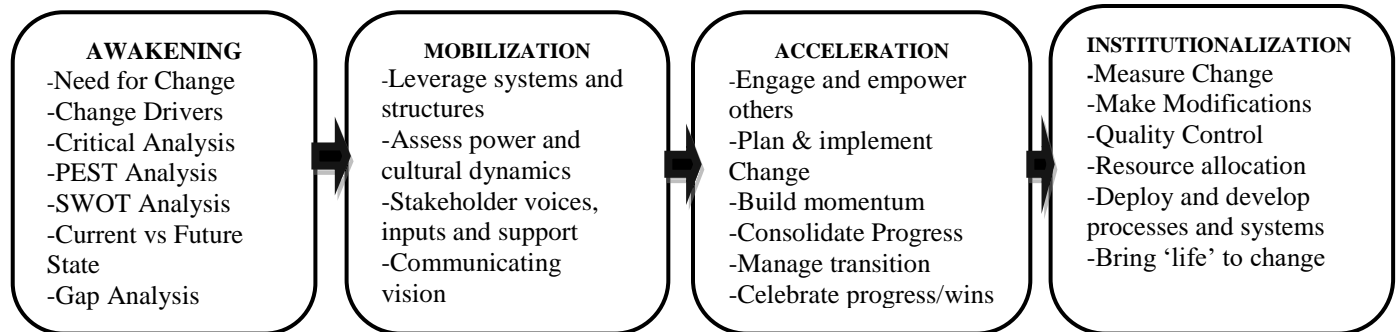 AWAKENING
-Need for Change
-Change Drivers
-Critical Analysis
-PEST Analysis
-SWOT Analysis
-Current vs Future
State
-Gap Analysis
MOBILIZATION
-Leverage systems and
structures
-Assess power and
cultural dynamics
-Stakeholder voices,
inputs and support
-Communicating
vision
ACCELERATION
-Engage and empower
others
-Plan & implement
Change
-Build momentum
-Consolidate Progress
-Manage transition
-Celebrate progress/wins
INSTITUTIONALIZATION
-Measure Change
-Make Modifications
-Quality Control
-Resource allocation
-Deploy and develop
processes and systems
-Bring ‘life’ to change